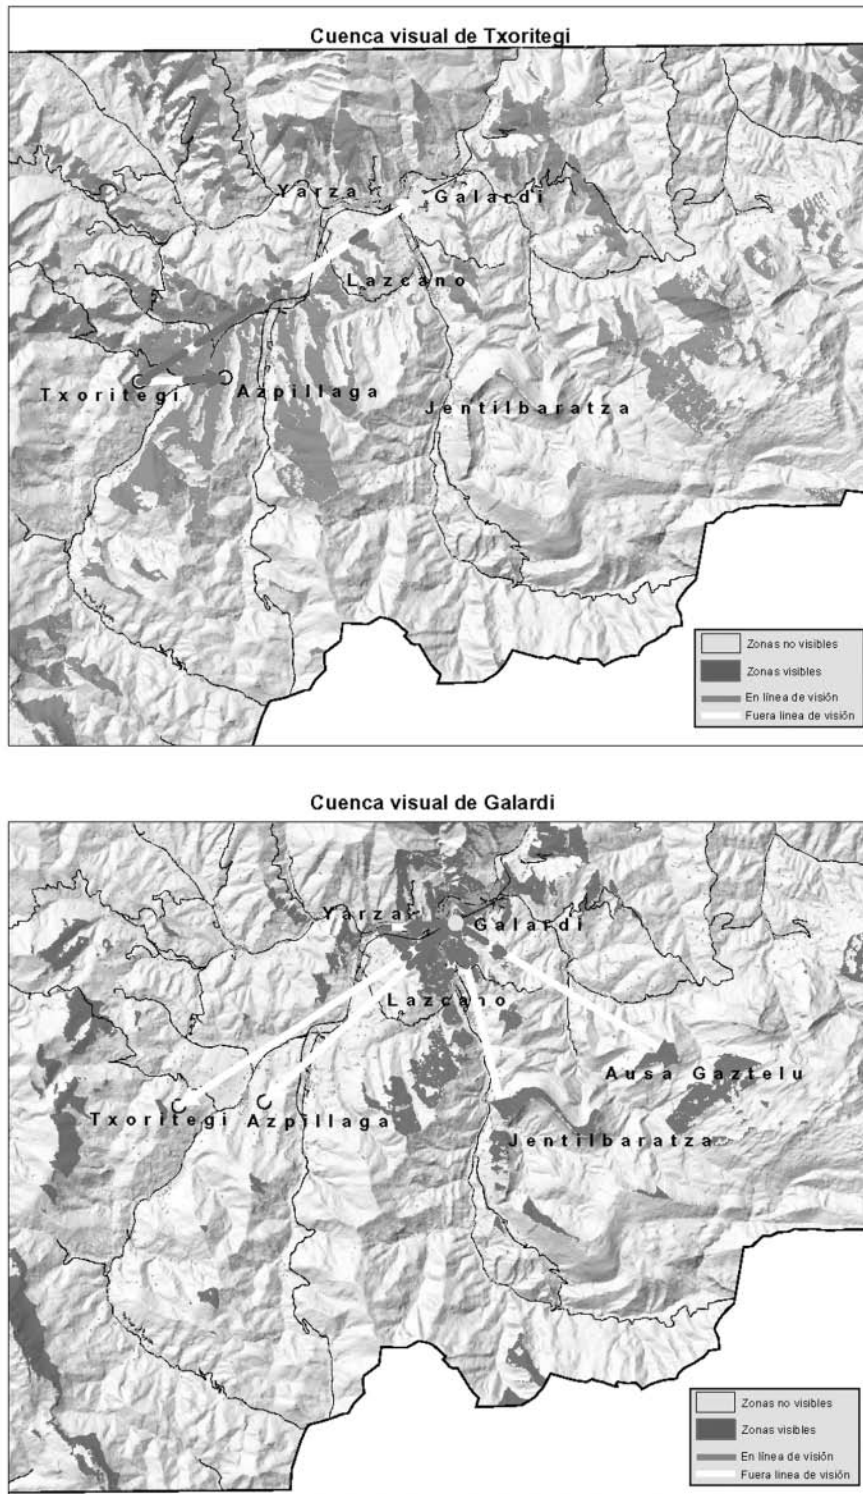 Cuenca visual de Txoritegi
Yarza
Galardi
Lazcano
Txoritegi
Azpillaga
Jentilbaratza
Zonas no visibles
Zonas visibles
En línea de visión
Fuera linea de visión
Cuenca visual de Galardi
Yarza
Galardi
Lazcano
Ausa Gaztelu
Txoritegi
Azpillaga
Jentilbaratza
Zonas no visibles
Zonas visibles
En línea de visión
Fuera linea de visión